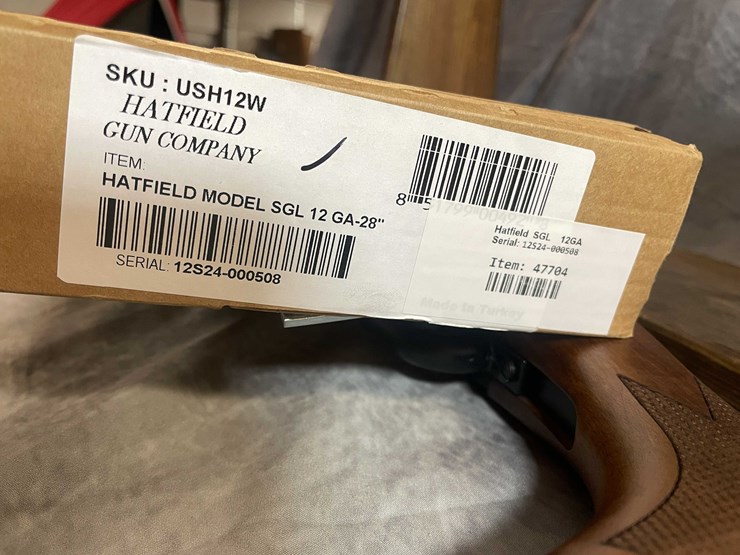 SKU : USH12W
HATFIELD
GUN COMPANY
ITEM:
HATFIELD MODEL SGL 12 GA-28"
SERIAL: 12S24-000508
Hatfield SGL 12GA
Serial: 12S24-000508
Item: 47704
Made In Turkey